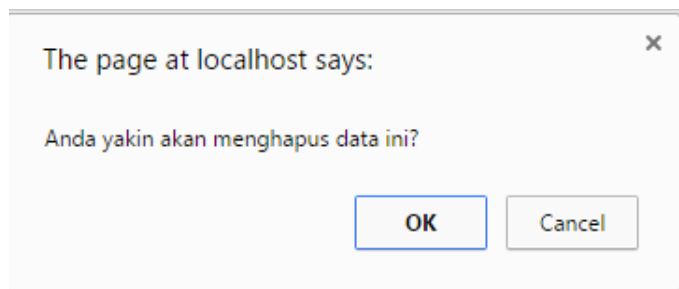 The page at localhost says:
Anda yakin akan menghapus data ini?
OK Cancel